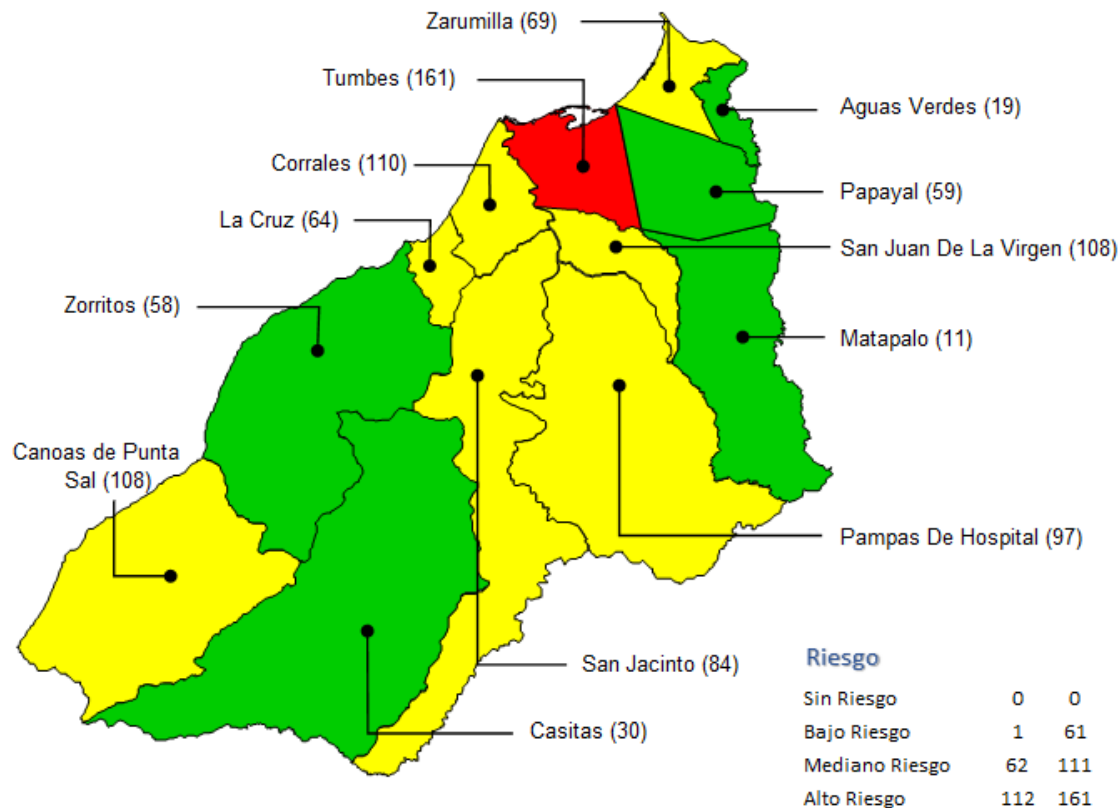 Zarumilla (69)
Tumbes (161)
Aguas Verdes (19)
Corrales (110)
Papayal (59)
La Cruz (64)
San Juan De La Virgen (108)
Zorritos (58)
Matapalo (11)
Canoas de Punta
Sal (108)
Pampas De Hospital (97)
San Jacinto (84)
Casitas (30)
Riesgo
Sin Riesgo 0 0
Bajo Riesgo 1 61
Mediano Riesgo 62 111
Alto Riesgo 112 161